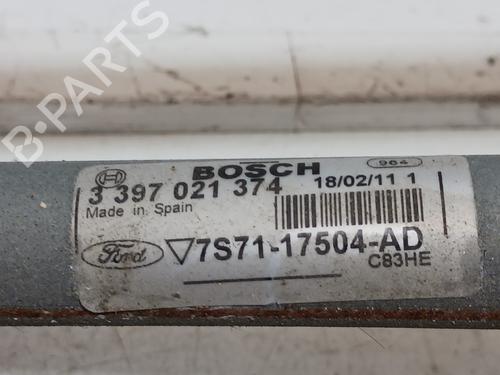 B-PARTS
BOSCH 964
3 397 021 374 18/02/11 1
Made in Spain
Ford 7S71-17504-AD
C83HE